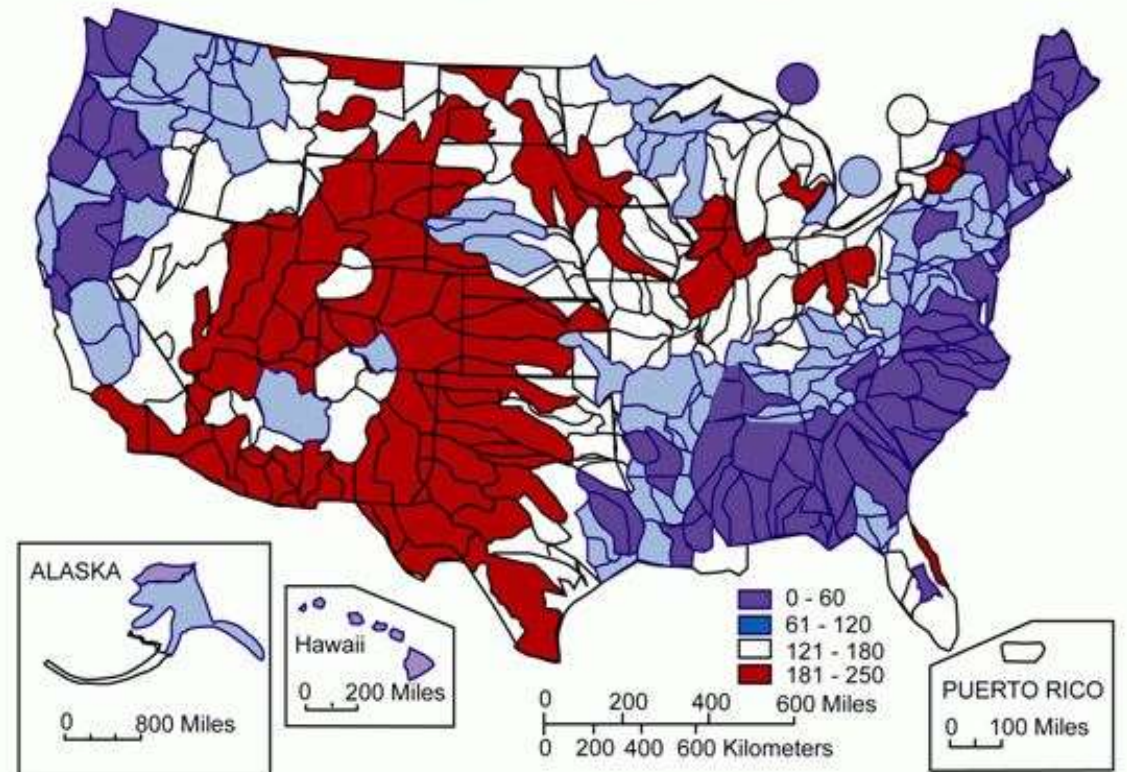 ALASKA
0 800 Miles
Hawaii
0 200 Miles
0 - 60
61 - 120
121 - 180
181 - 250
0 200 400 600 Miles
0 200 400 600 Kilometers
PUERTO RICO
0 100 Miles